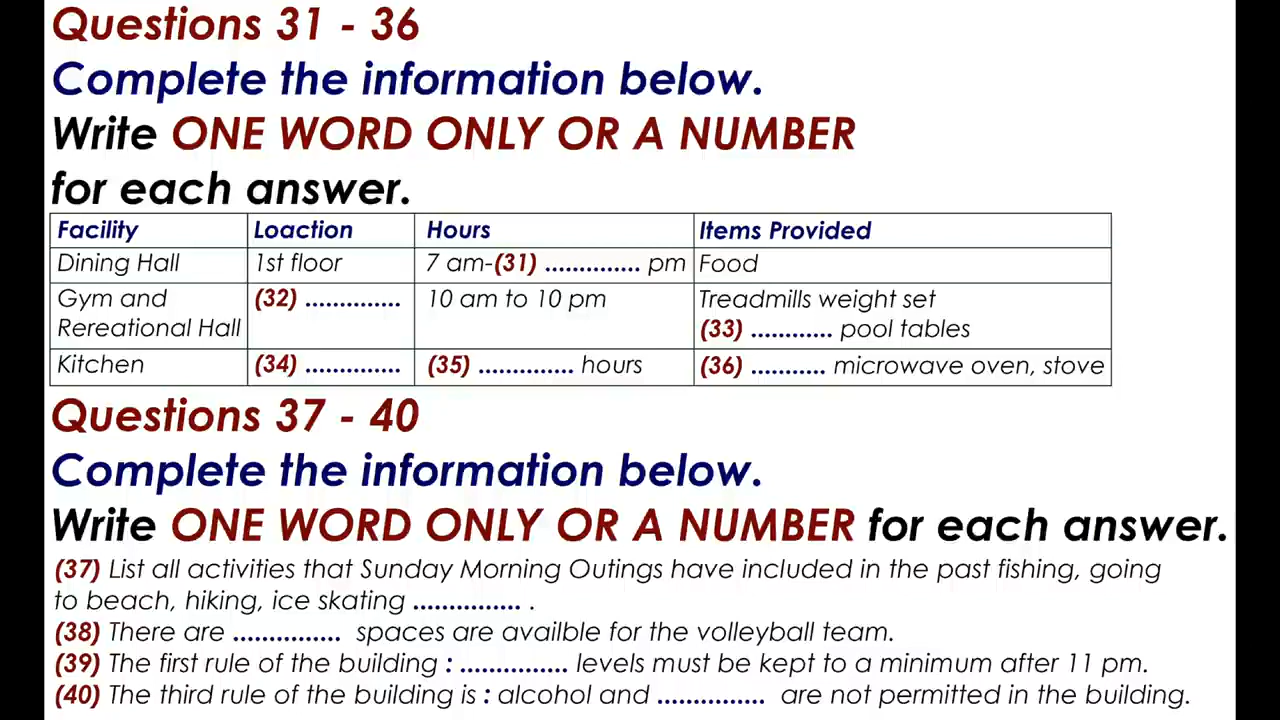 Questions 31 - 36
Complete the information below.
Write ONE WORD ONLY OR A NUMBER
for each answer.
Facility Loaction Hours Items Provided
Dining Hall 1st floor 7 am-(31) .............. pm Food
Gym and (32) .............. 10 am to 10 pm Treadmills weight set
Rereational Hall (33) ............ pool tables
Kitchen (34) .............. (35) .............. hours (36) ........... microwave oven, stove
Questions 37 - 40
Complete the information below.
Write ONE WORD ONLY OR A NUMBER for each answer.
(37) List all activities that Sunday Morning Outings have included in the past fishing, going
to beach, hiking, ice skating ................ .
(38) There are ................ spaces are availble for the volleyball team.
(39) The first rule of the building : ................ levels must be kept to a minimum after 11 pm.
(40) The third rule of the building is : alcohol and ................ are not permitted in the building.